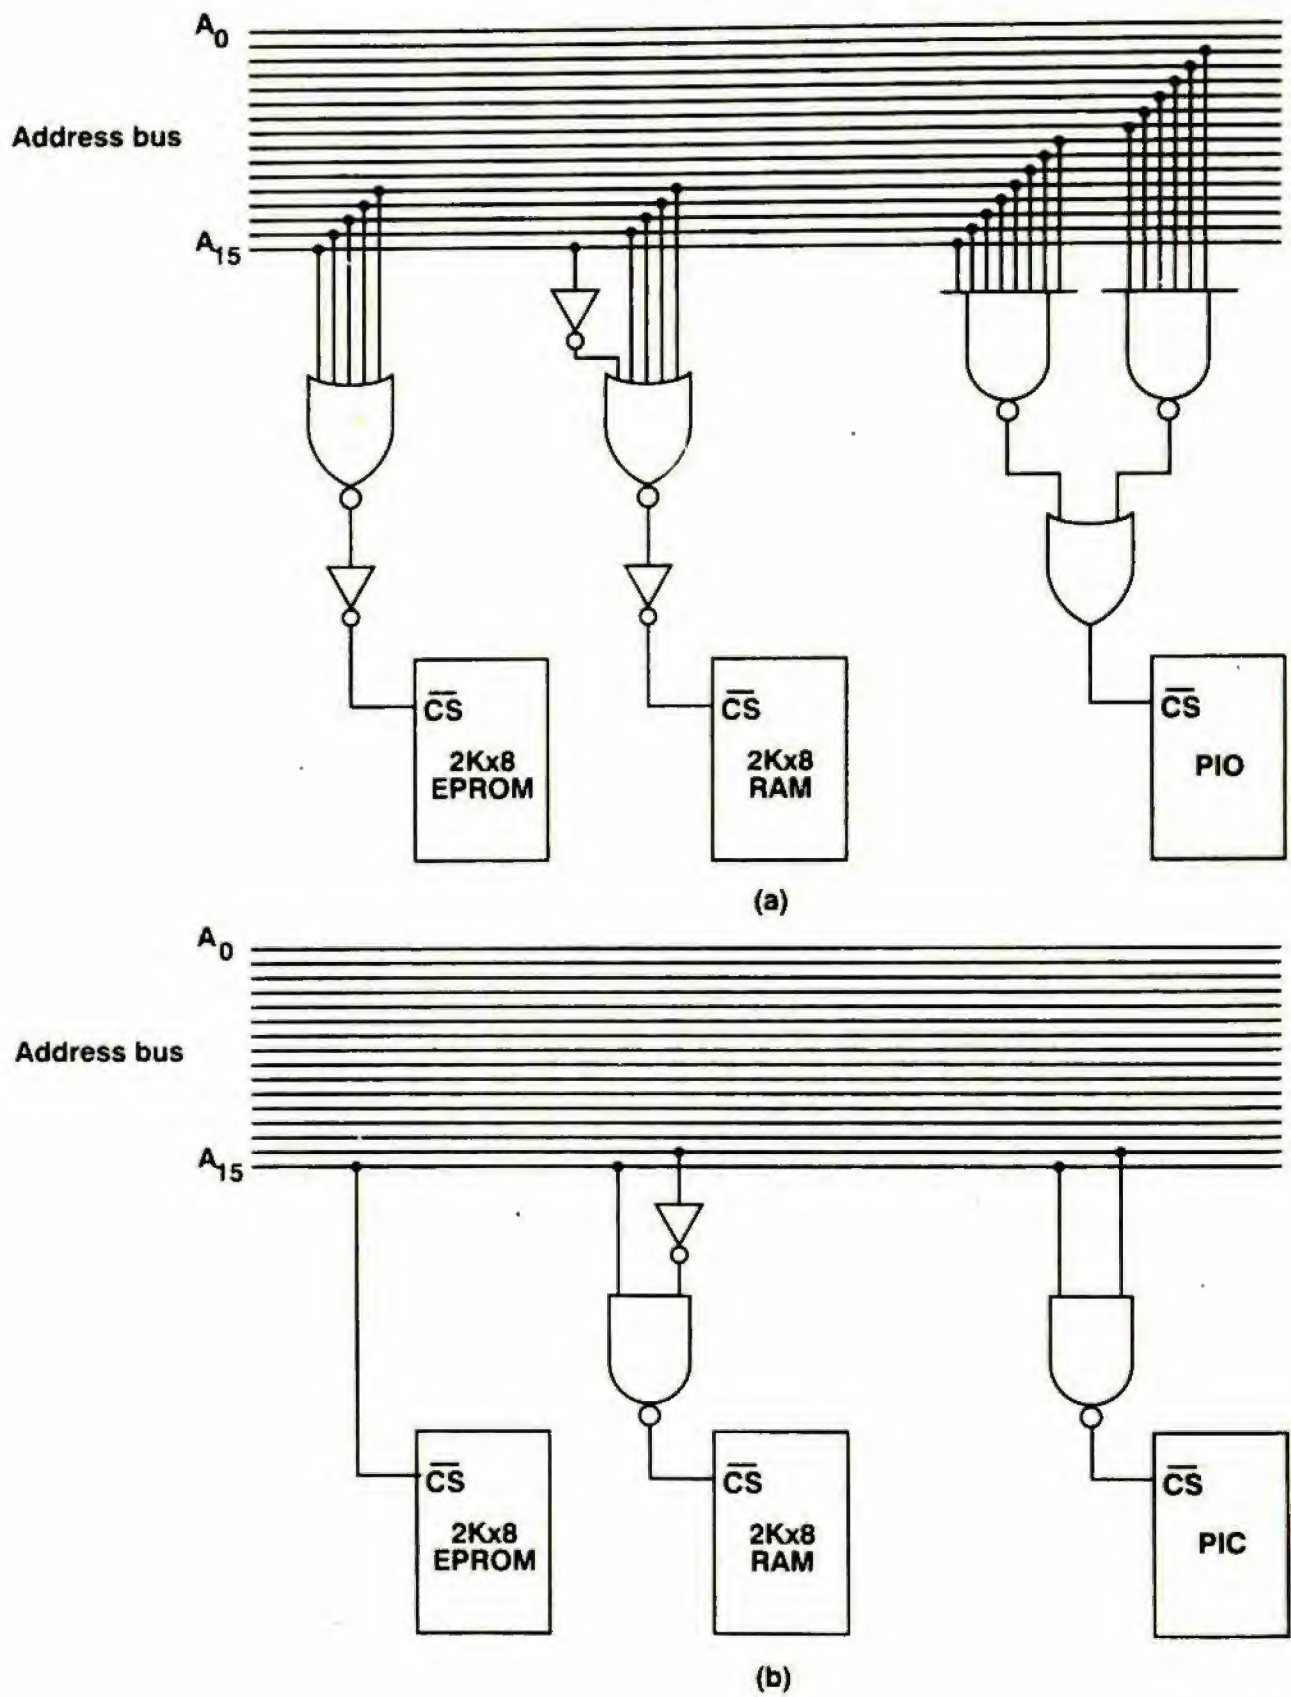 A0
Address bus
A15
CS
2Kx8
EPROM
CS
2Kx8
RAM
CS
PIO
(a)
A0
Address bus
A15
CS
2Kx8
EPROM
CS
2Kx8
RAM
CS
PIC
(b)